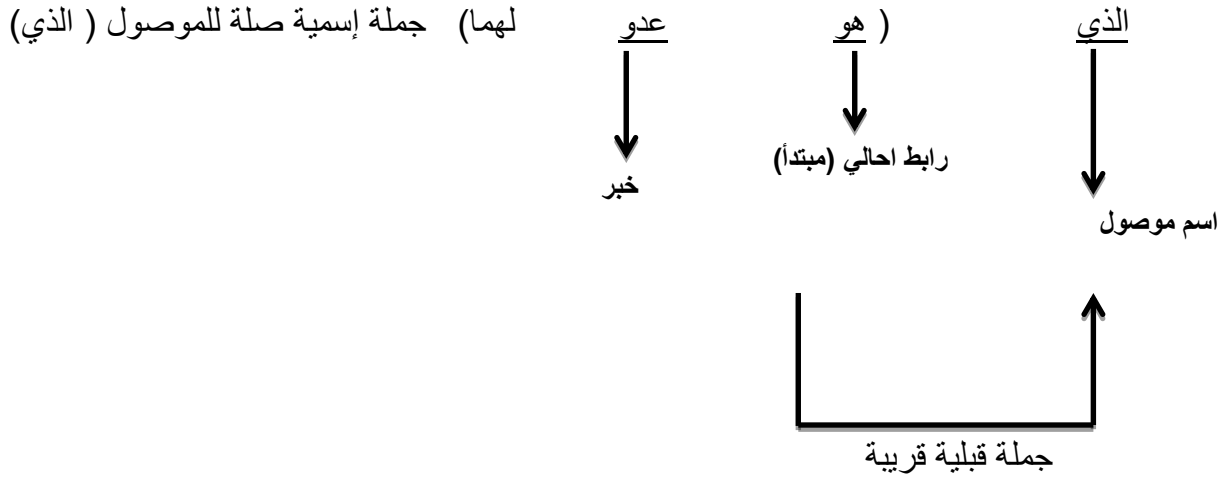 الذي ( هو عدو لهما) جملة إسمية صلة للموصول ( الذي)
رابط احالي (مبتدأ)
خبر
اسم موصول
جملة قبلية قريبة